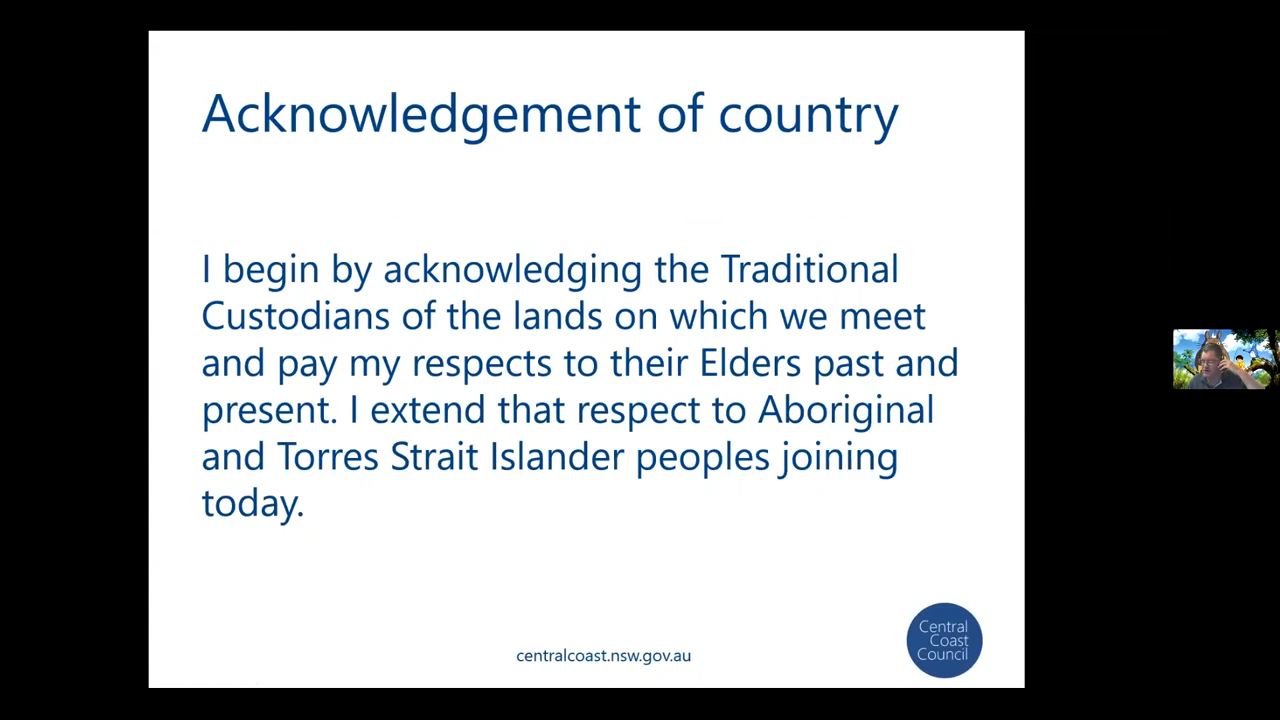 Acknowledgement of country
I begin by acknowledging the Traditional
Custodians of the lands on which we meet
and pay my respects to their Elders past and
present. I extend that respect to Aboriginal
and Torres Strait Islander peoples joining
today.
centralcoast.nsw.gov.au
Central
Coast
Council